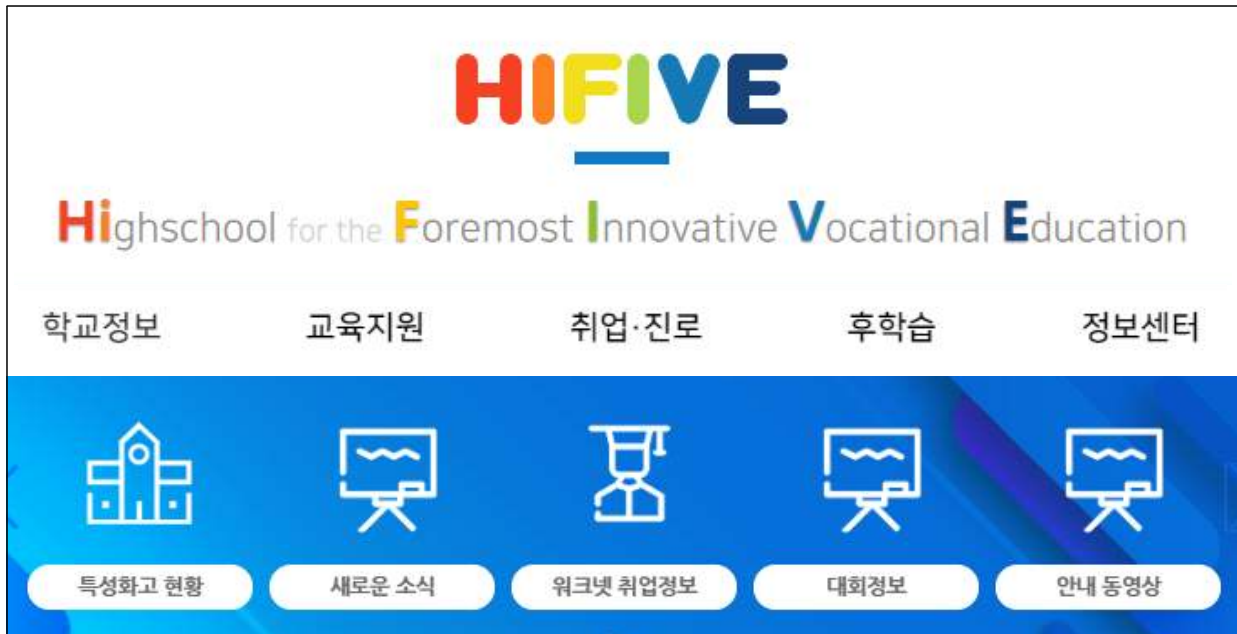 HIFIVE
Highschool for the Foremost Innovative Vocational Education
학교정보 교육지원 취업·진로 후학습 정보센터
특성화고 현황 새로운 소식 워크넷 취업정보 대회정보 안내 동영상